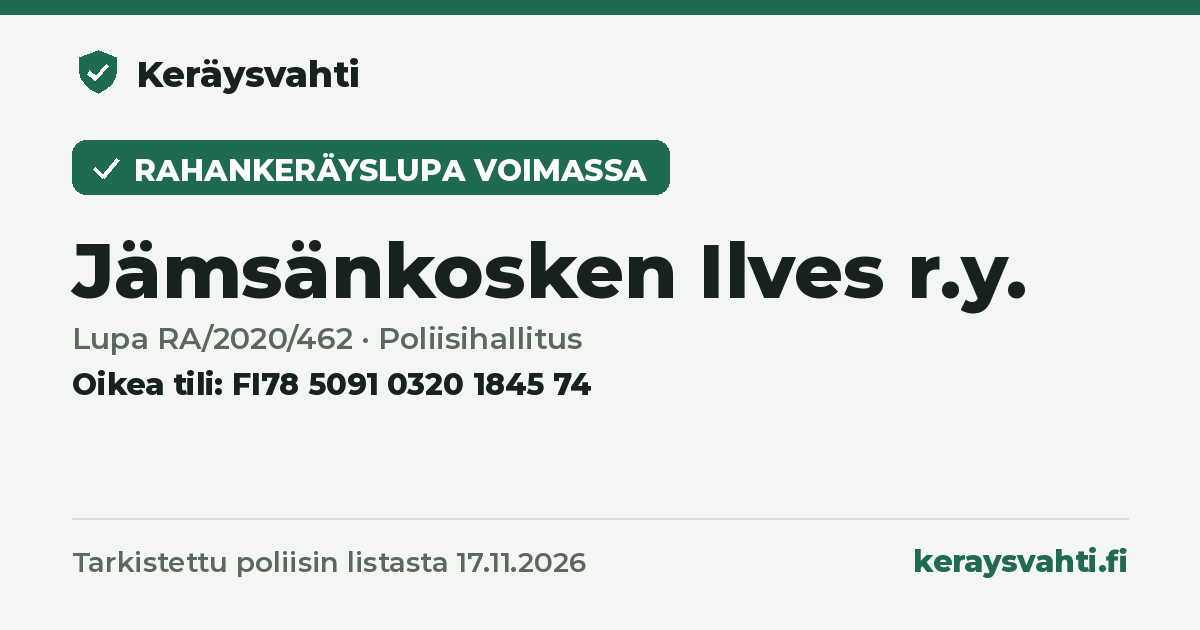 Keräysvahti
RAHANKERÄYSLUPA VOIMASSA
Jämsänkosken Ilves r.y.
Lupa RA/2020/462 · Poliisihallitus
Oikea tili: FI78 5091 0320 1845 74
Tarkistettu poliisin listasta 17.11.2026
keraysvahti.fi